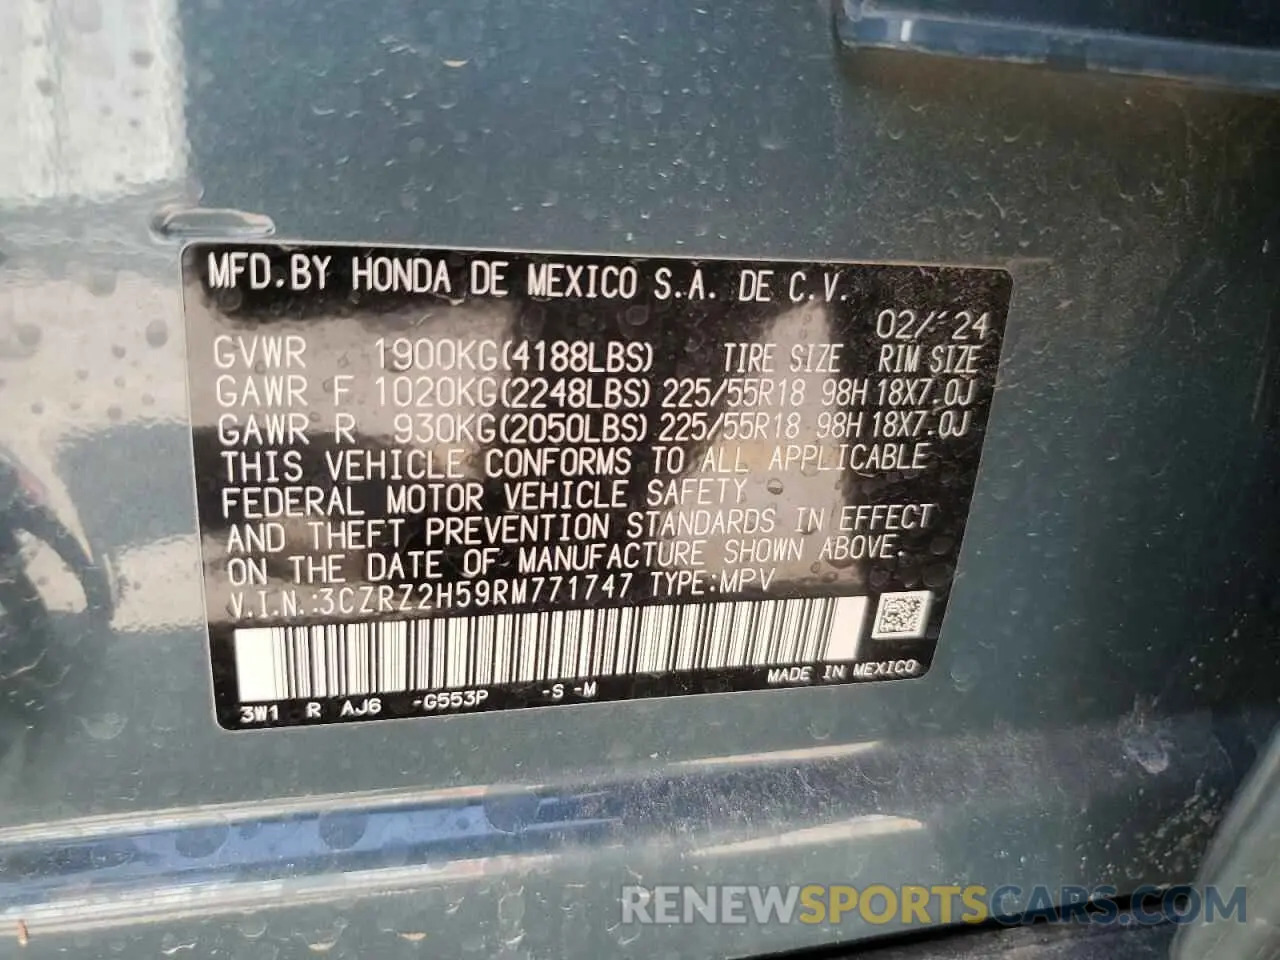 MFD.BY HONDA DE MEXICO S.A. DE C.V.
02/'24
GVWR 1900KG(4188LBS) TIRE SIZE RIM SIZE
GAWR F 1020KG(2248LBS) 225/55R18 98H 18X7.0J
GAWR R 930KG(2050LBS) 225/55R18 98H 18X7.0J
THIS VEHICLE CONFORMS TO ALL APPLICABLE
FEDERAL MOTOR VEHICLE SAFETY
AND THEFT PREVENTION STANDARDS IN EFFECT
ON THE DATE OF MANUFACTURE SHOWN ABOVE.
V.I.N.:3CZRZ2H59RM771747 TYPE:MPV
MADE IN MEXICO
3W1 R AJ6 -G553P -S -M
RENEWSPORTSCARS.COM